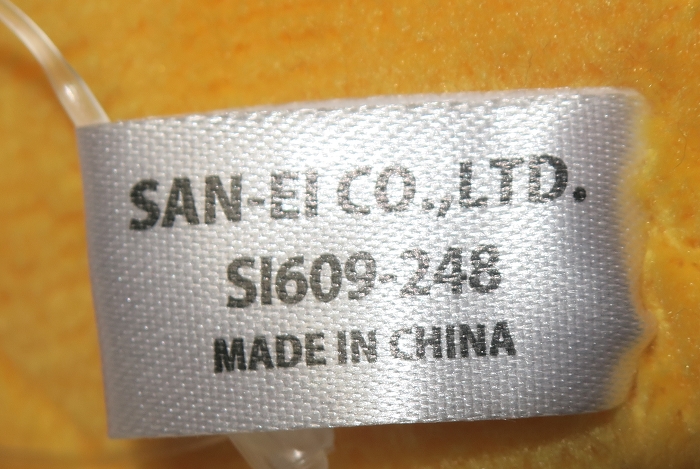 SAN-EI CO.,LTD.
SI609-248
MADE IN CHINA